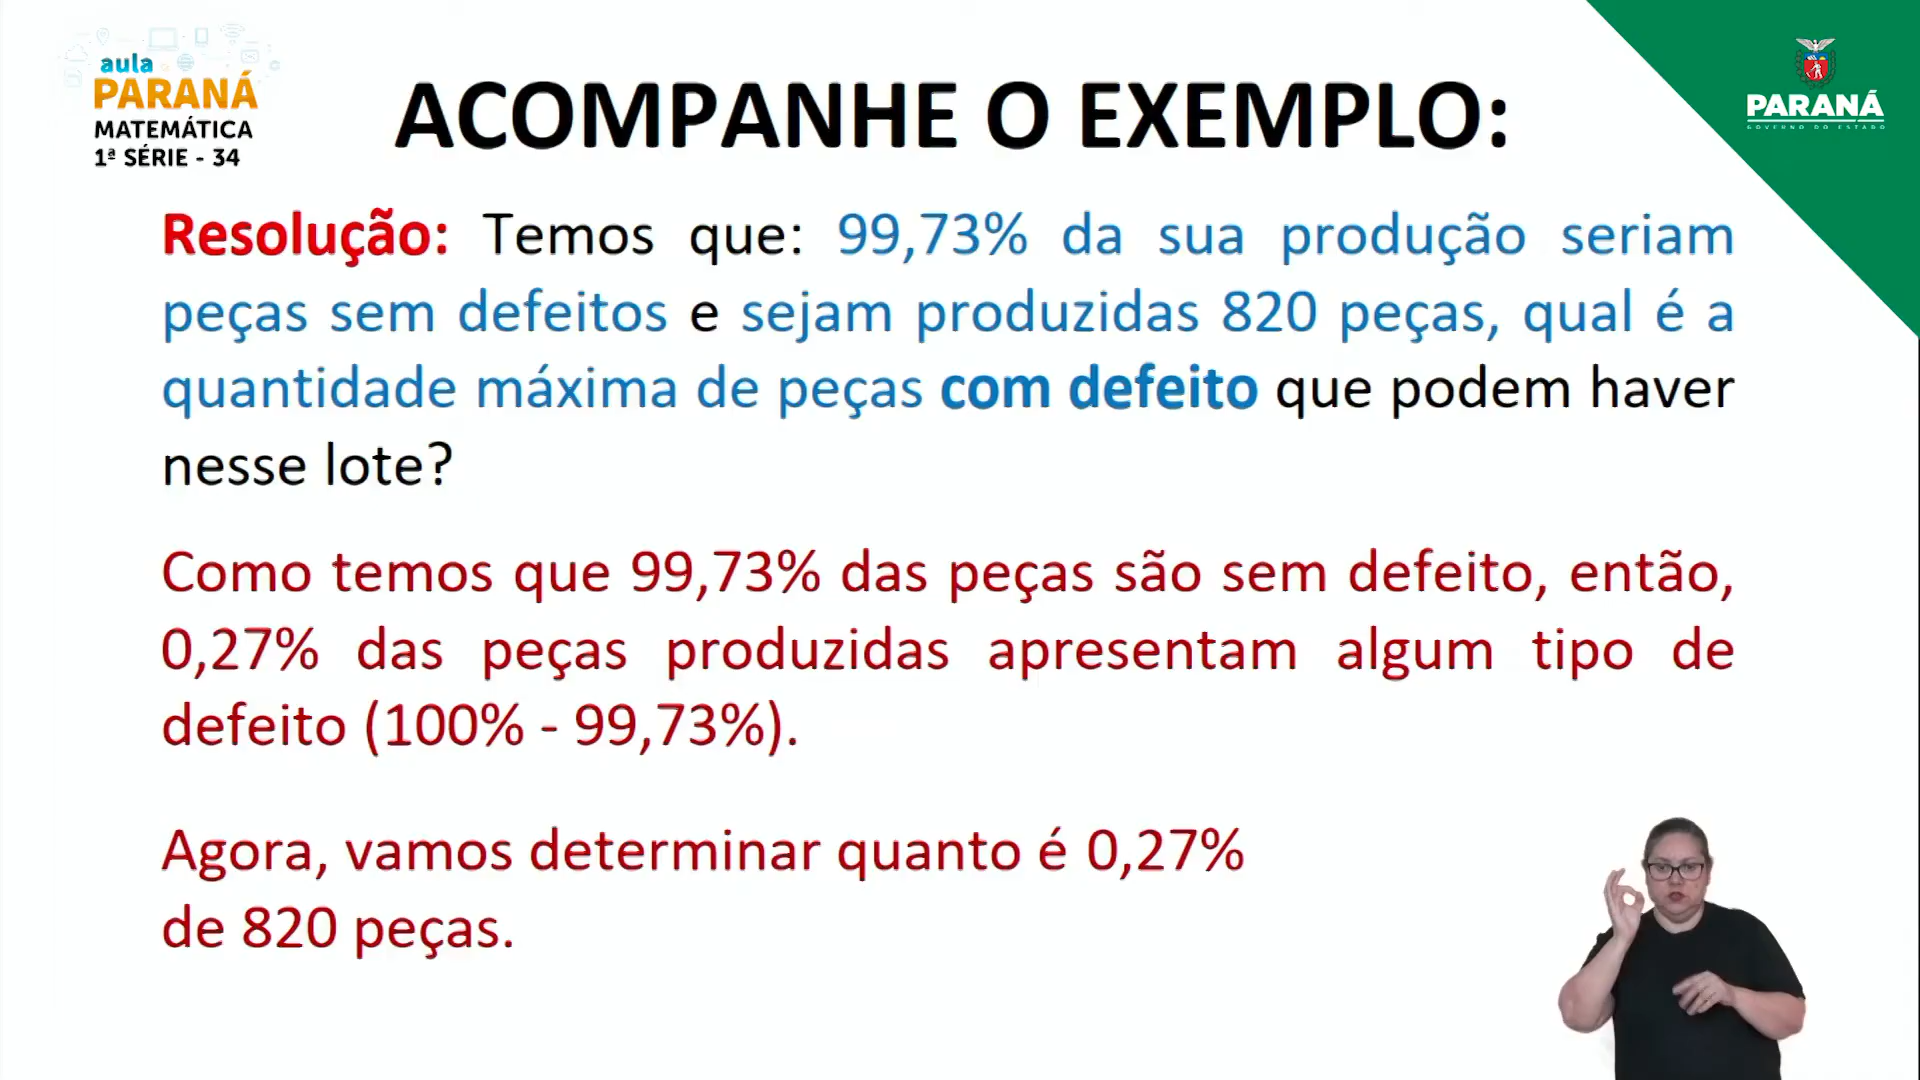 aula
PARANÁ
MATEMÁTICA
1ª SÉRIE - 34
ACOMPANHE O EXEMPLO:
PARANÁ
GOVERNO DO ESTADO
Resolução: Temos que: 99,73% da sua produção seriam
peças sem defeitos e sejam produzidas 820 peças, qual é a
quantidade máxima de peças com defeito que podem haver
nesse lote?
Como temos que 99,73% das peças são sem defeito, então,
0,27% das peças produzidas apresentam algum tipo de
defeito (100% - 99,73%).
Agora, vamos determinar quanto é 0,27%
de 820 peças.